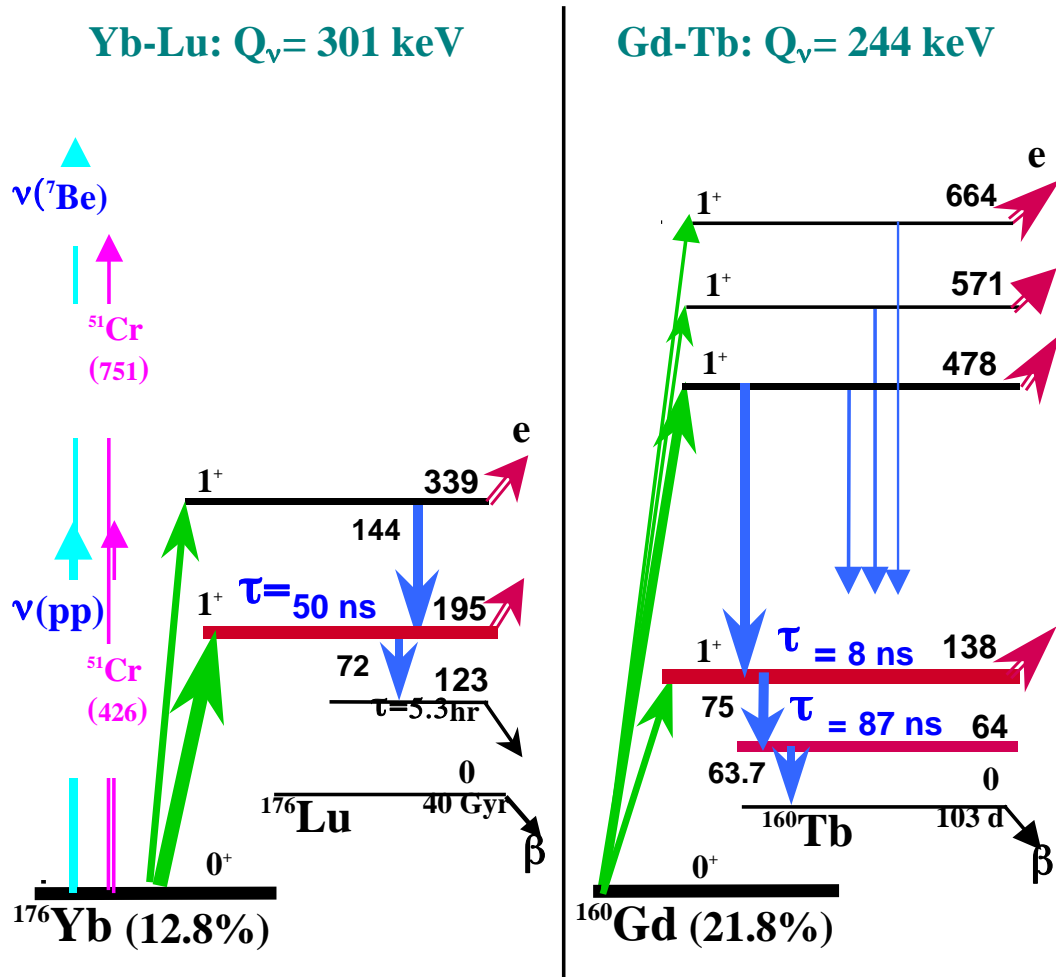 Yb-Lu: Qν= 301 keV
ν(⁷Be)
⁵¹Cr
(751)
ν(pp)
⁵¹Cr
(426)
e
1⁺
339
144
τ= 50 ns
1⁺
195
72
123
τ=5.3hr
0
¹⁷⁶Lu
40 Gyr
β
0⁺
¹⁷⁶Yb (12.8%)
Gd-Tb: Qν= 244 keV
e
1⁺
664
1⁺
571
1⁺
478
τ = 8 ns
1⁺
138
75
τ = 87 ns
64
63.7
0
¹⁶⁰Tb
103 d
β
0⁺
¹⁶⁰Gd (21.8%)